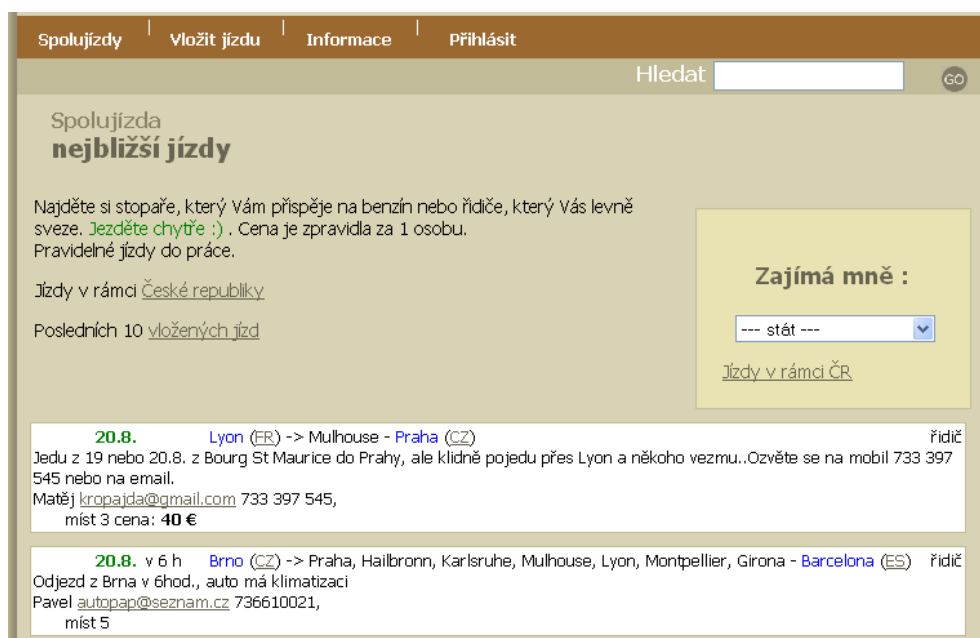 Spolujízdy Vložit jízdu Informace Přihlásit
Hledat GO
Spolujízda
nejbližší jízdy
Najděte si stopaře, který Vám přispěje na benzín nebo řidiče, který Vás levně
sveze. Jezděte chytře :) . Cena je zpravidla za 1 osobu.
Pravidelné jízdy do práce.
Jízdy v rámci České republiky
Posledních 10 vložených jízd
Zajímá mně :
--- stát ---
Jízdy v rámci ČR
20.8. Lyon (FR) -> Mulhouse - Praha (CZ) řidič
Jedu z 19 nebo 20.8. z Bourg St Maurice do Prahy, ale klidně pojedu přes Lyon a někoho vezmu..Ozvěte se na mobil 733 397
545 nebo na email.
Matěj kropajda@gmail.com 733 397 545,
míst 3 cena: 40 €
20.8. v 6 h Brno (CZ) -> Praha, Hailbronn, Karlsruhe, Mulhouse, Lyon, Montpellier, Girona - Barcelona (ES) řidič
Odjezd z Brna v 6hod., auto má klimatizaci
Pavel autopap@seznam.cz 736610021,
míst 5